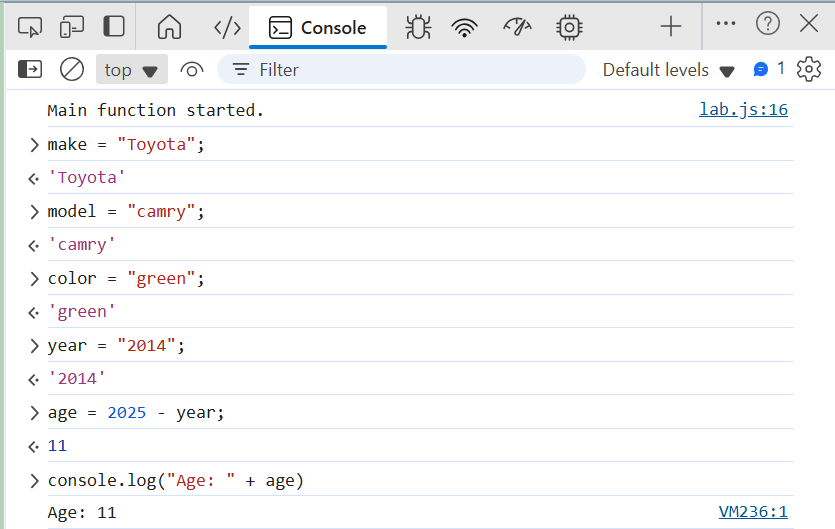 Console
top
Filter
Default levels
1
Main function started.
lab.js:16
make = "Toyota";
'Toyota'
model = "camry";
'camry'
color = "green";
'green'
year = "2014";
'2014'
age = 2025 - year;
11
console.log("Age: " + age)
Age: 11
VM236:1